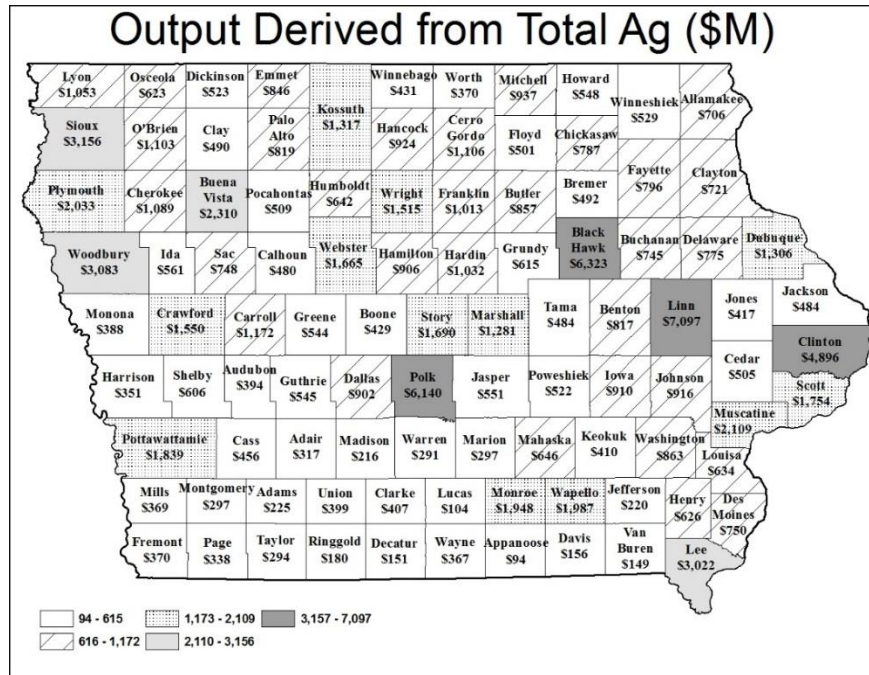 Output Derived from Total Ag ($M)
Lyon
$1,053
Osceola
$623
Dickinson
$523
Emmet
$846
Kossuth
$1,317
Winnebago
$431
Worth
$370
Mitchell
$937
Howard
$548
Winneshiek
$529
Allamakee
$706
Sioux
$3,156
O'Brien
$1,103
Clay
$490
Palo
Alto
$819
Hancock
$924
Cerro
Gordo
$1,106
Floyd
$501
Chickasaw
$787
Plymouth
$2,033
Cherokee
$1,089
Buena
Vista
$2,310
Pocahontas
$509
Humboldt
$642
Wright
$1,515
Franklin
$1,013
Butler
$857
Bremer
$492
Fayette
$796
Clayton
$721
Woodbury
$3,083
Ida
$561
Sac
$748
Calhoun
$480
Webster
$1,665
Hamilton
$906
Hardin
$1,032
Grundy
$615
Black
Hawk
$6,323
Buchanan
$745
Delaware
$775
Dubuque
$1,306
Monona
$388
Crawford
$1,550
Carroll
$1,172
Greene
$544
Boone
$429
Story
$1,690
Marshall
$1,281
Tama
$484
Benton
$817
Linn
$7,097
Jones
$417
Jackson
$484
Clinton
$4,896
Harrison
$351
Shelby
$606
Audubon
$394
Guthrie
$545
Dallas
$902
Polk
$6,140
Jasper
$551
Poweshiek
$522
Iowa
$910
Johnson
$916
Cedar
$505
Scott
$1,754
Muscatine
$2,109
Pottawattamie
$1,839
Cass
$456
Adair
$317
Madison
$216
Warren
$291
Marion
$297
Mahaska
$646
Keokuk
$410
Washington
$863
Louisa
$634
Mills
$369
Montgomery
$297
Adams
$225
Union
$399
Clarke
$407
Lucas
$104
Monroe
$1,948
Wapello
$1,987
Jefferson
$220
Henry
$626
Des
Moines
$750
Fremont
$370
Page
$338
Taylor
$294
Ringgold
$180
Decatur
$151
Wayne
$367
Appanoose
$94
Davis
$156
Van
Buren
$149
Lee
$3,022
94 - 615
1,173 - 2,109
3,157 - 7,097
616 - 1,172
2,110 - 3,156